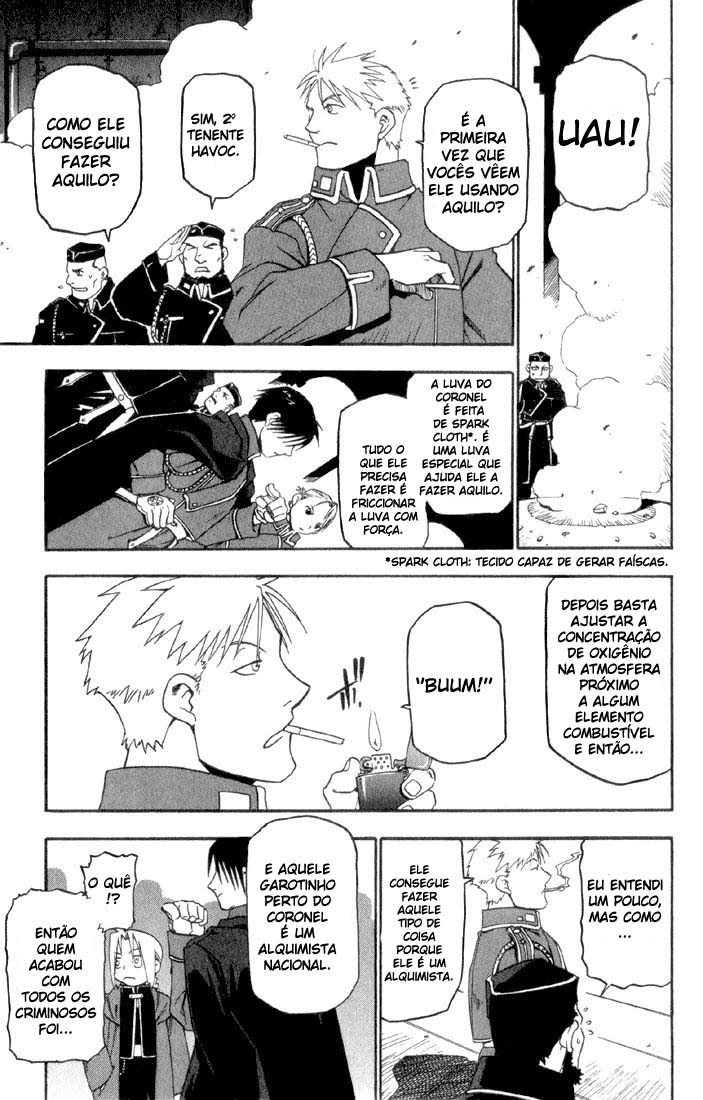 UAU!
É A
PRIMEIRA
VEZ QUE
VOCÊS VÊEM
ELE USANDO
AQUILO?
SIM, 2º
TENENTE
HAVOC.
COMO ELE
CONSEGUIU
FAZER
AQUILO?
A LUVA DO
CORONEL
É FEITA
DE SPARK
CLOTH*. É
UMA LUVA
ESPECIAL QUE
AJUDA ELE A
FAZER AQUILO.
TUDO O
QUE ELE
PRECISA
FAZER É
FRICCIONAR
A LUVA COM
FORÇA.
*SPARK CLOTH: TECIDO CAPAZ DE GERAR FAÍSCAS.
DEPOIS BASTA
AJUSTAR A
CONCENTRAÇÃO
DE OXIGÊNIO
NA ATMOSFERA
PRÓXIMO
A ALGUM
ELEMENTO
COMBUSTÍVEL
E ENTÃO...
"BUUM!"
EU ENTENDI
UM POUCO,
MAS COMO
...
ELE
CONSEGUE
FAZER
AQUELE
TIPO DE
COISA
PORQUE
ELE É UM
ALQUIMISTA.
E AQUELE
GAROTINHO
PERTO DO
CORONEL
É UM
ALQUIMISTA
NACIONAL.
O QUÊ
!?
ENTÃO
QUEM
ACABOU
COM
TODOS OS
CRIMINOSOS
FOI...